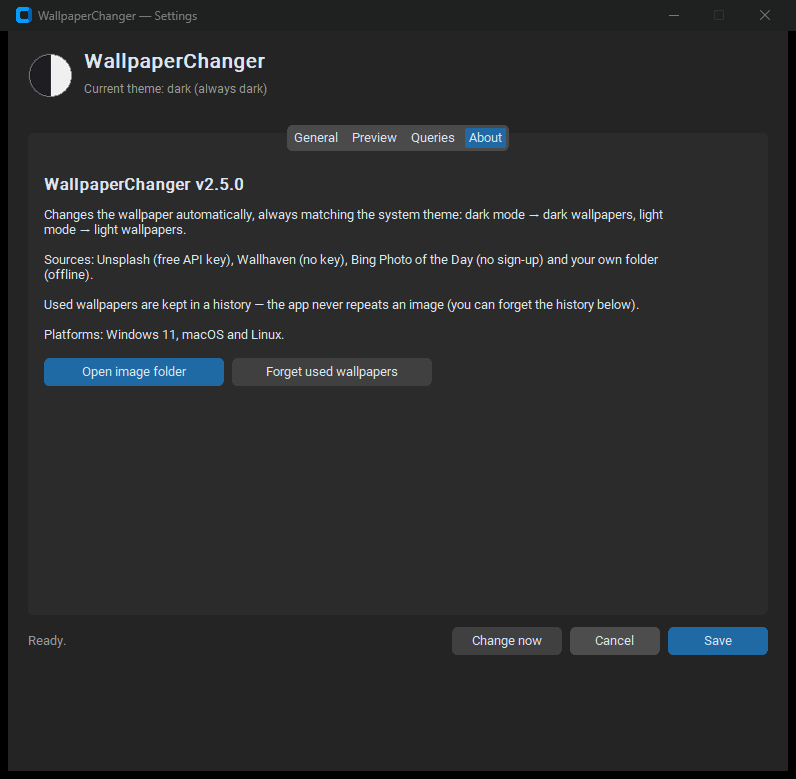 WallpaperChanger — Settings
WallpaperChanger
Current theme: dark (always dark)
General Preview Queries About
WallpaperChanger v2.5.0
Changes the wallpaper automatically, always matching the system theme: dark mode → dark wallpapers, light
mode → light wallpapers.
Sources: Unsplash (free API key), Wallhaven (no key), Bing Photo of the Day (no sign-up) and your own folder
(offline).
Used wallpapers are kept in a history — the app never repeats an image (you can forget the history below).
Platforms: Windows 11, macOS and Linux.
Open image folder Forget used wallpapers
Ready. Change now Cancel Save